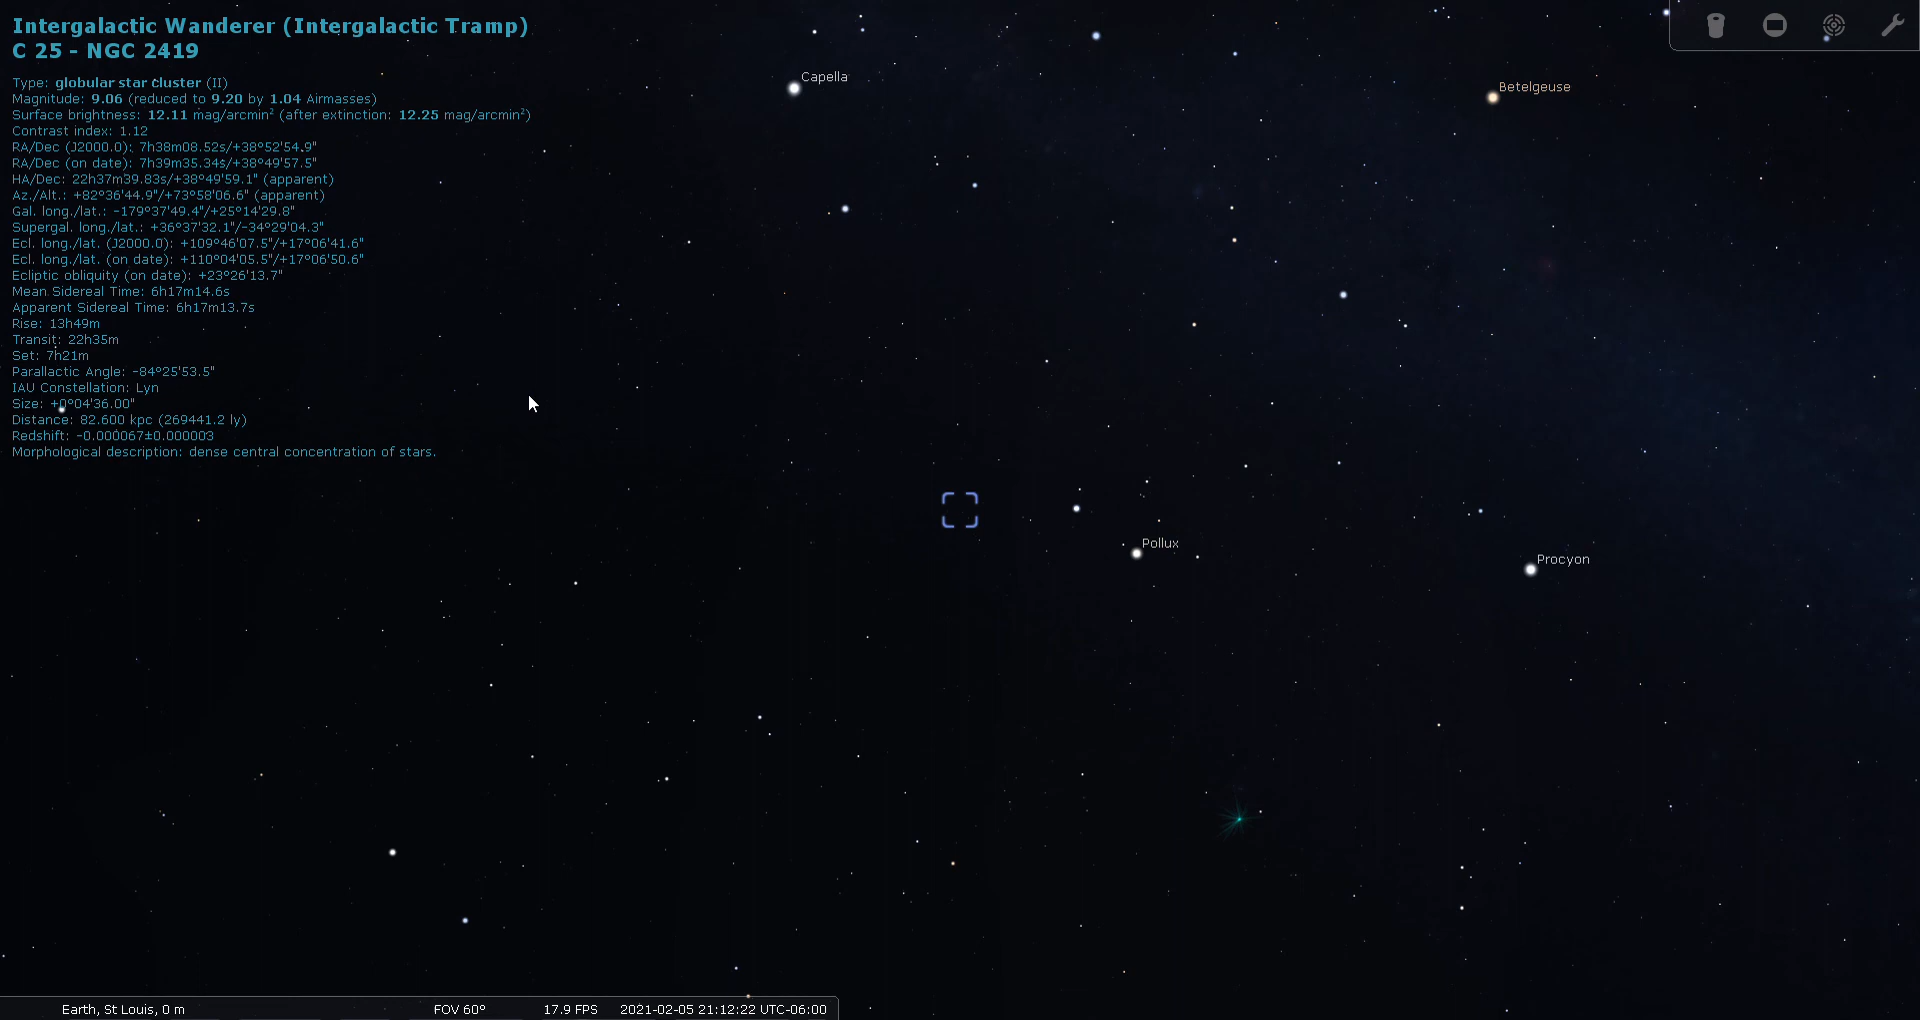 Intergalactic Wanderer (Intergalactic Tramp)
C 25 - NGC 2419
Type: globular star cluster (II)
Magnitude: 9.06 (reduced to 9.20 by 1.04 Airmasses)
Surface brightness: 12.11 mag/arcmin² (after extinction: 12.25 mag/arcmin²)
Contrast index: 1.12
RA/Dec (J2000.0): 7h38m08.52s/+38°52'54.9"
RA/Dec (on date): 7h39m35.34s/+38°49'57.5"
HA/Dec: 22h37m39.83s/+38°49'59.1" (apparent)
Az./Alt.: +82°36'44.9"/+73°58'06.6" (apparent)
Gal. long./lat.: -179°37'49.4"/+25°14'29.8"
Supergal. long./lat.: +36°37'32.1"/-34°29'04.3"
Ecl. long./lat. (J2000.0): +109°46'07.5"/+17°06'41.6"
Ecl. long./lat. (on date): +110°04'05.5"/+17°06'50.6"
Ecliptic obliquity (on date): +23°26'13.7"
Mean Sidereal Time: 6h17m14.6s
Apparent Sidereal Time: 6h17m13.7s
Rise: 13h49m
Transit: 22h35m
Set: 7h21m
Parallactic Angle: -84°25'53.5"
IAU Constellation: Lyn
Size: +0°04'36.00"
Distance: 82.600 kpc (269441.2 ly)
Redshift: -0.000067±0.000003
Morphological description: dense central concentration of stars.
Capella
Betelgeuse
Pollux
Procyon
Earth, St Louis, 0 m FOV 60° 17.9 FPS 2021-02-05 21:12:22 UTC-06:00